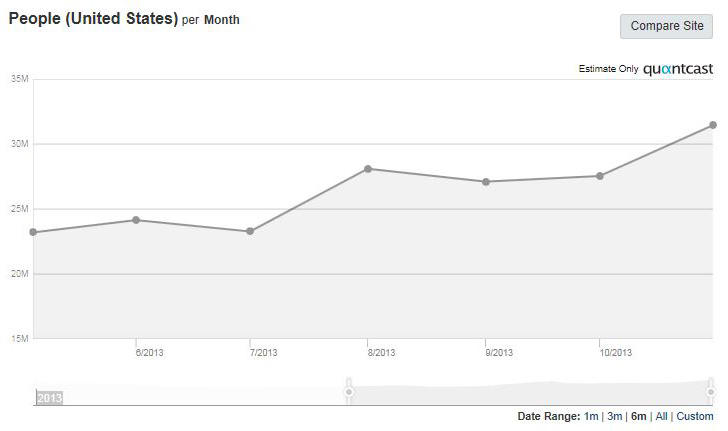 People (United States) per Month
Compare Site
Estimate Only quantcast
35M
30M
25M
20M
15M
6/2013 7/2013 8/2013 9/2013 10/2013
2013
Date Range: 1m | 3m | 6m | All | Custom